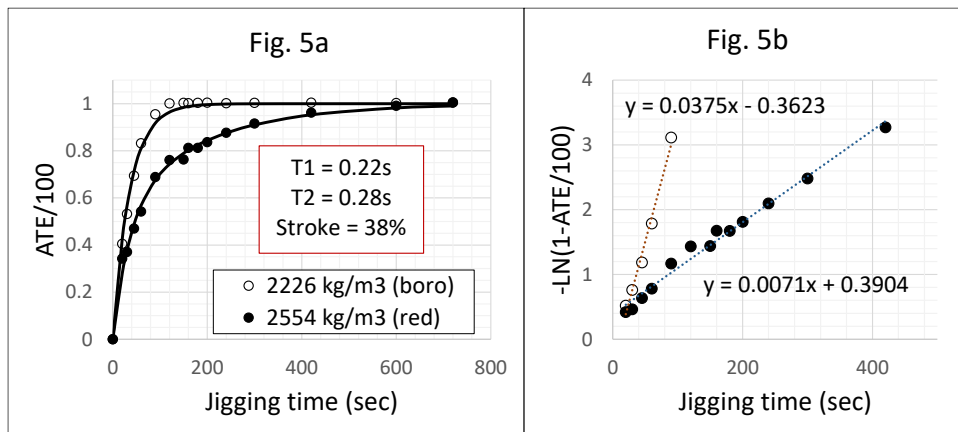 Fig. 5a
ATE/100
1
0.8
0.6
0.4
0.2
0
0
200
400
600
800
Jigging time (sec)
T1 = 0.22s
T2 = 0.28s
Stroke = 38%
2226 kg/m3 (boro)
2554 kg/m3 (red)
Fig. 5b
-LN(1-ATE/100)
4
3
2
1
0
0
200
400
Jigging time (sec)
y = 0.0375x - 0.3623
y = 0.0071x + 0.3904